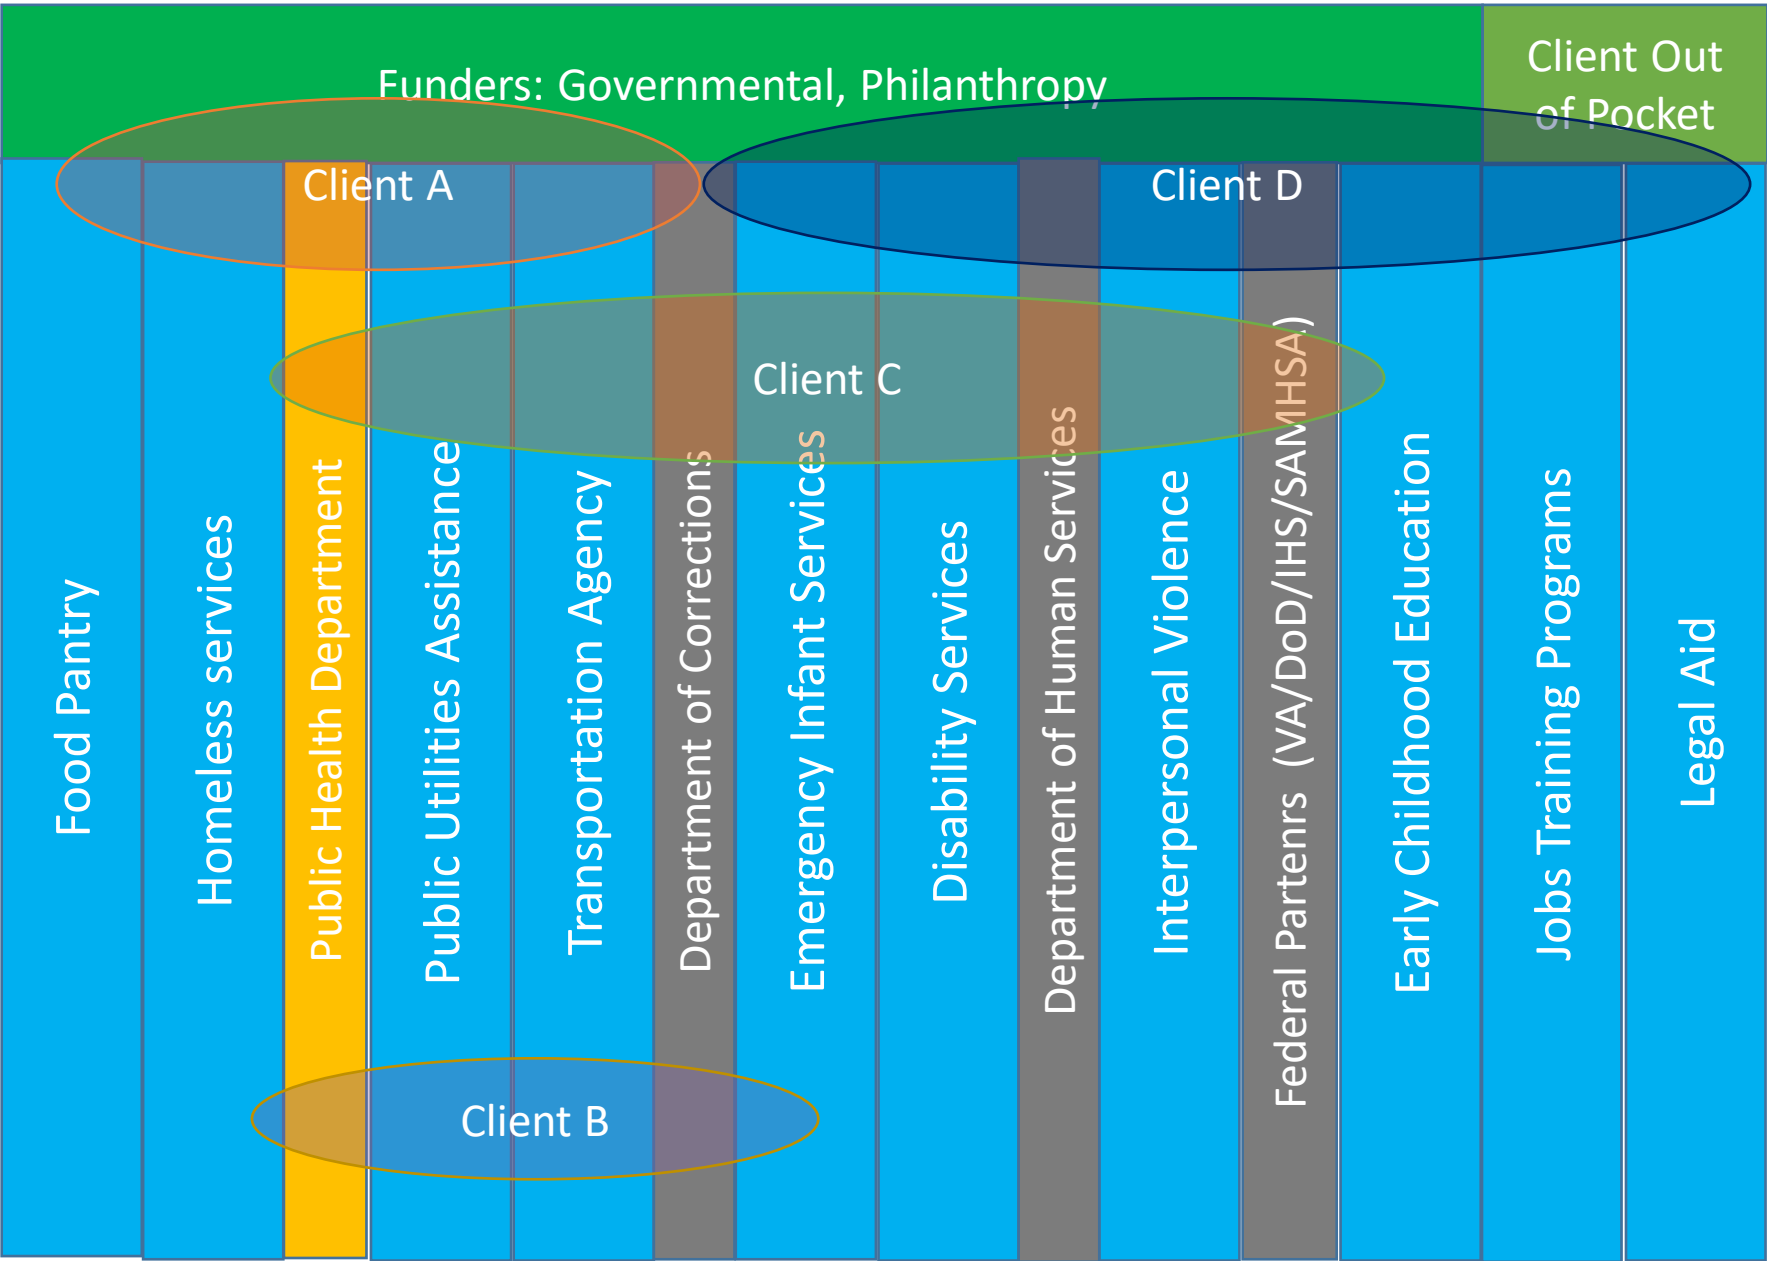 Funders: Governmental, Philanthropy
Client Out
of Pocket
Client A
Client D
Client C
Food Pantry
Homeless services
Public Health Department
Public Utilities Assistance
Transportation Agency
Department of Corrections
Emergency Infant Services
Disability Services
Department of Human Services
Interpersonal Violence
Federal Partenrs (VA/DoD/IHS/SAMHSA)
Early Childhood Education
Jobs Training Programs
Legal Aid
Client B